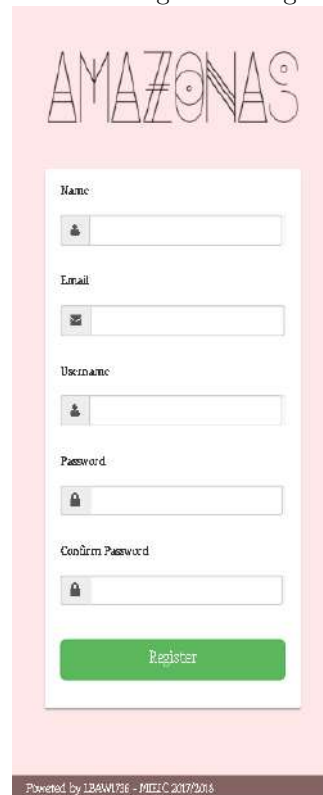 AMAZONAS
Name
Email
Username
Password
Confirm Password
Register
Powered by LBAW1736 - MIEIC 2017/2018